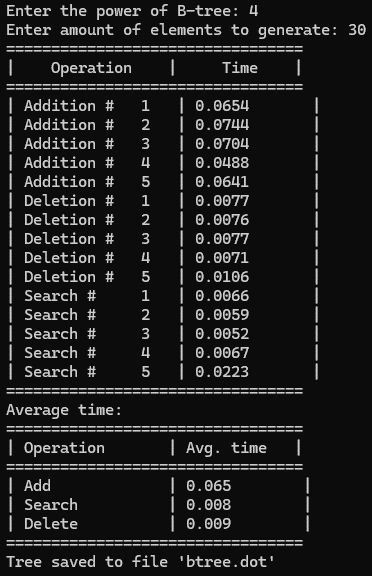 Enter the power of B-tree: 4
Enter amount of elements to generate: 30
=================================
|    Operation    |     Time    |
=================================
| Addition #   1   | 0.0654       |
| Addition #   2   | 0.0744       |
| Addition #   3   | 0.0704       |
| Addition #   4   | 0.0488       |
| Addition #   5   | 0.0641       |
| Deletion #   1   | 0.0077       |
| Deletion #   2   | 0.0076       |
| Deletion #   3   | 0.0077       |
| Deletion #   4   | 0.0071       |
| Deletion #   5   | 0.0106       |
| Search #     1   | 0.0066       |
| Search #     2   | 0.0059       |
| Search #     3   | 0.0052       |
| Search #     4   | 0.0067       |
| Search #     5   | 0.0223       |
=================================
Average time:
=================================
| Operation       | Avg. time   |
=================================
| Add             | 0.065        |
| Search          | 0.008        |
| Delete          | 0.009        |
=================================
Tree saved to file 'btree.dot'